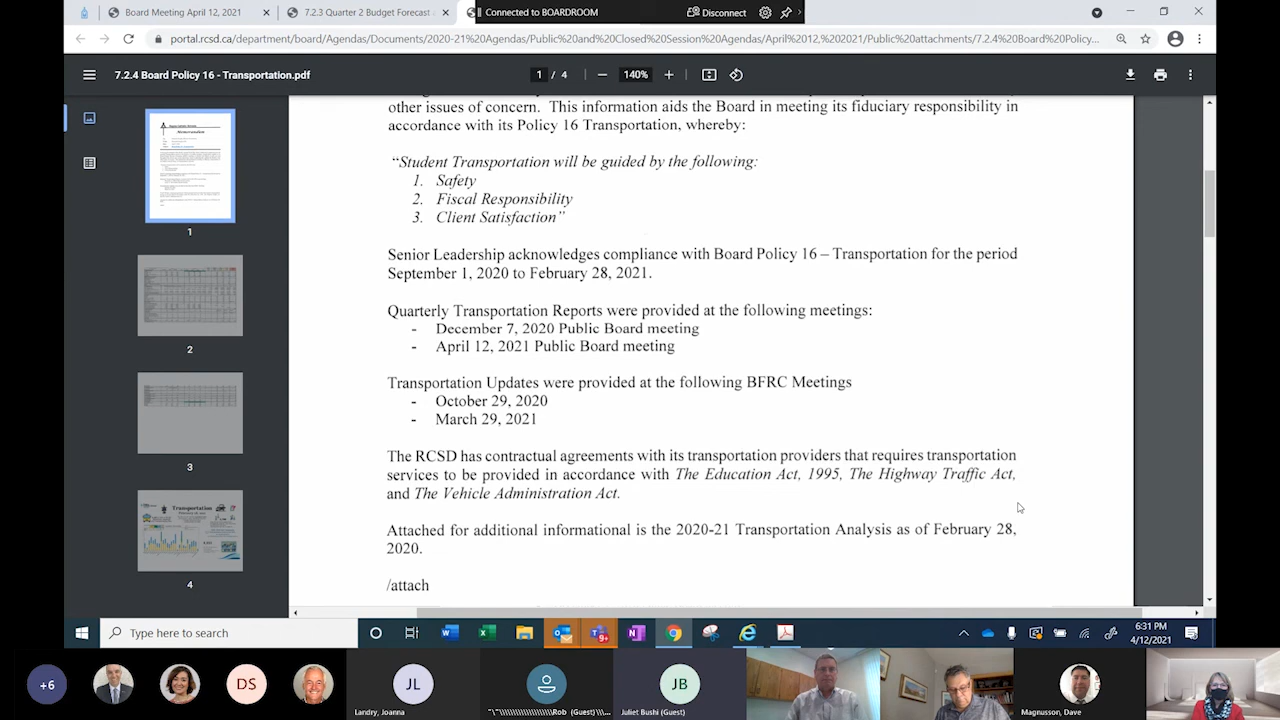 Board Meeting April 12, 2021
7.2.3 Quarter 2 Budget Forecast
Connected to BOARDROOM
Disconnect
portal.rcsd.ca/department/board/Agendas/Documents/2020-21%20Agendas/Public%20and%20Closed%20Session%20Agendas/April%2012,%202021/Public%20attachments/7.2.4%20Board%20Policy...
7.2.4 Board Policy 16 - Transportation.pdf
1 / 4
140%
other issues of concern. This information aids the Board in meeting its fiduciary responsibility in
accordance with its Policy 16 Transportation, whereby:
"Student Transportation will be guided by the following:
1. Safety
2. Fiscal Responsibility
3. Client Satisfaction"
Senior Leadership acknowledges compliance with Board Policy 16 – Transportation for the period
September 1, 2020 to February 28, 2021.
Quarterly Transportation Reports were provided at the following meetings:
- December 7, 2020 Public Board meeting
- April 12, 2021 Public Board meeting
Transportation Updates were provided at the following BFRC Meetings
- October 29, 2020
- March 29, 2021
The RCSD has contractual agreements with its transportation providers that requires transportation
services to be provided in accordance with The Education Act, 1995, The Highway Traffic Act,
and The Vehicle Administration Act.
Attached for additional informational is the 2020-21 Transportation Analysis as of February 28,
2020.
/attach
Memorandum
1
2
3
Transportation
4
Type here to search
9+
6:31 PM
4/12/2021
+6
DS
JL
JB
Landry, Joanna
"\"\\\\\\\\\\\\\\\\Rob (Guest)\\\...
Juliet Bushi (Guest)
Magnusson, Dave